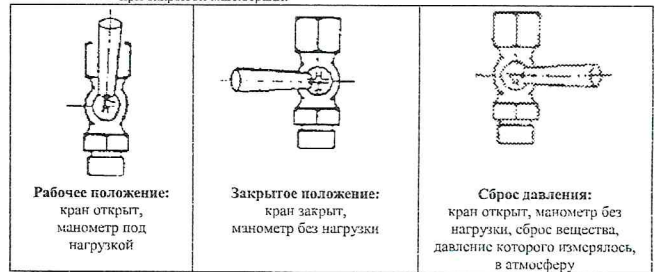 Рабочее положение:
кран открыт,
манометр под
нагрузкой
Закрытое положение:
кран закрыт,
манометр без нагрузки
Сброс давления:
кран открыт, манометр без
нагрузки, сброс вещества,
давление которого измерялось,
в атмосферу